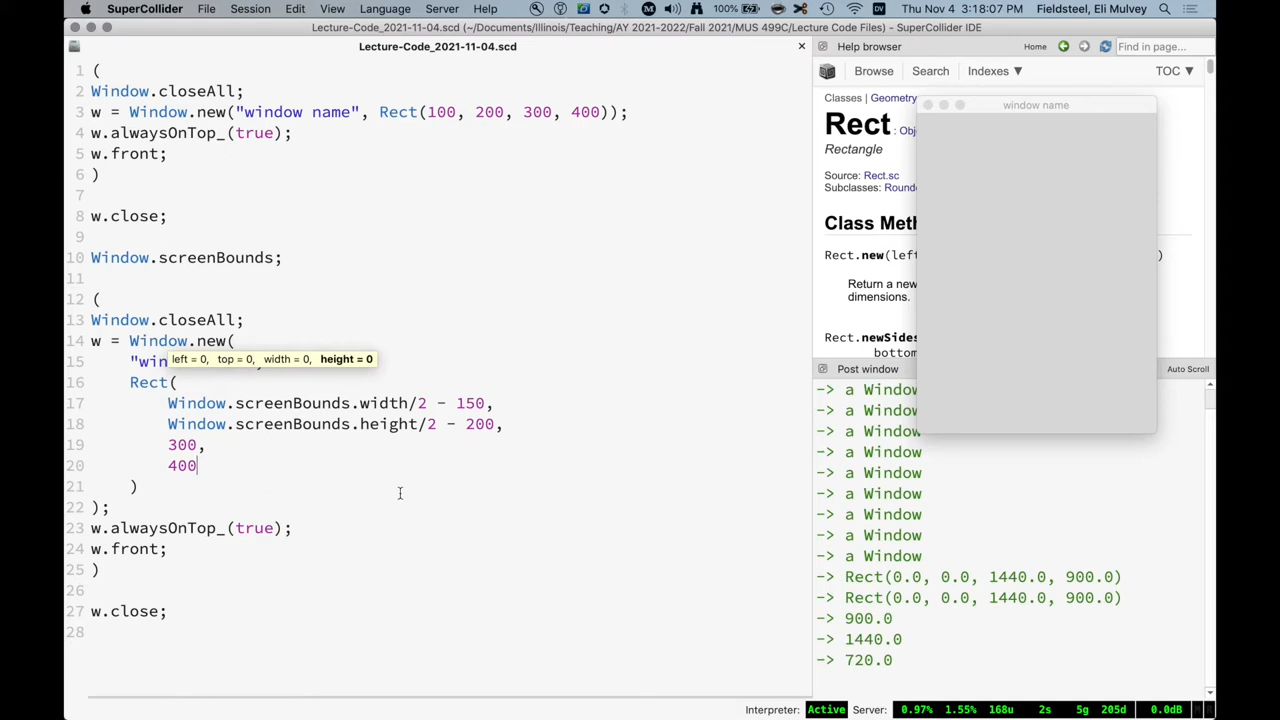 SuperCollider File Session Edit View Language Server Help 100% Thu Nov 4 3:18:07 PM Fieldsteel, Eli Mulvey
Lecture-Code_2021-11-04.scd (~/Documents/Illinois/Teaching/AY 2021-2022/Fall 2021/MUS 499C/Lecture Code Files) - SuperCollider IDE
Lecture-Code_2021-11-04.scd
1 (
2 Window.closeAll;
3 w = Window.new("window name", Rect(100, 200, 300, 400));
4 w.alwaysOnTop_(true);
5 w.front;
6 )
7
8 w.close;
9
10 Window.screenBounds;
11
12 (
13 Window.closeAll;
14 w = Window.new(
left = 0, top = 0, width = 0, height = 0
15 "win
16 Rect(
17 Window.screenBounds.width/2 - 150,
18 Window.screenBounds.height/2 - 200,
19 300,
20 400
21 )
22 );
23 w.alwaysOnTop_(true);
24 w.front;
25 )
26
27 w.close;
28
Help browser Home Find in page...
Browse Search Indexes ▼ TOC ▼
window name
Classes | Geometry
Rect : Obj
Rectangle
Source: Rect.sc
Subclasses: Rounde
Class Meth
Rect.new(left )
Return a new
dimensions.
Rect.newSides
bottom
Post window Auto Scroll
-> a Window
-> a Window
-> a Window
-> a Window
-> a Window
-> a Window
-> a Window
-> a Window
-> a Window
-> Rect(0.0, 0.0, 1440.0, 900.0)
-> Rect(0.0, 0.0, 1440.0, 900.0)
-> 900.0
-> 1440.0
-> 720.0
Interpreter: Active Server: 0.97% 1.55% 168u 2s 5g 205d 0.0dB M R